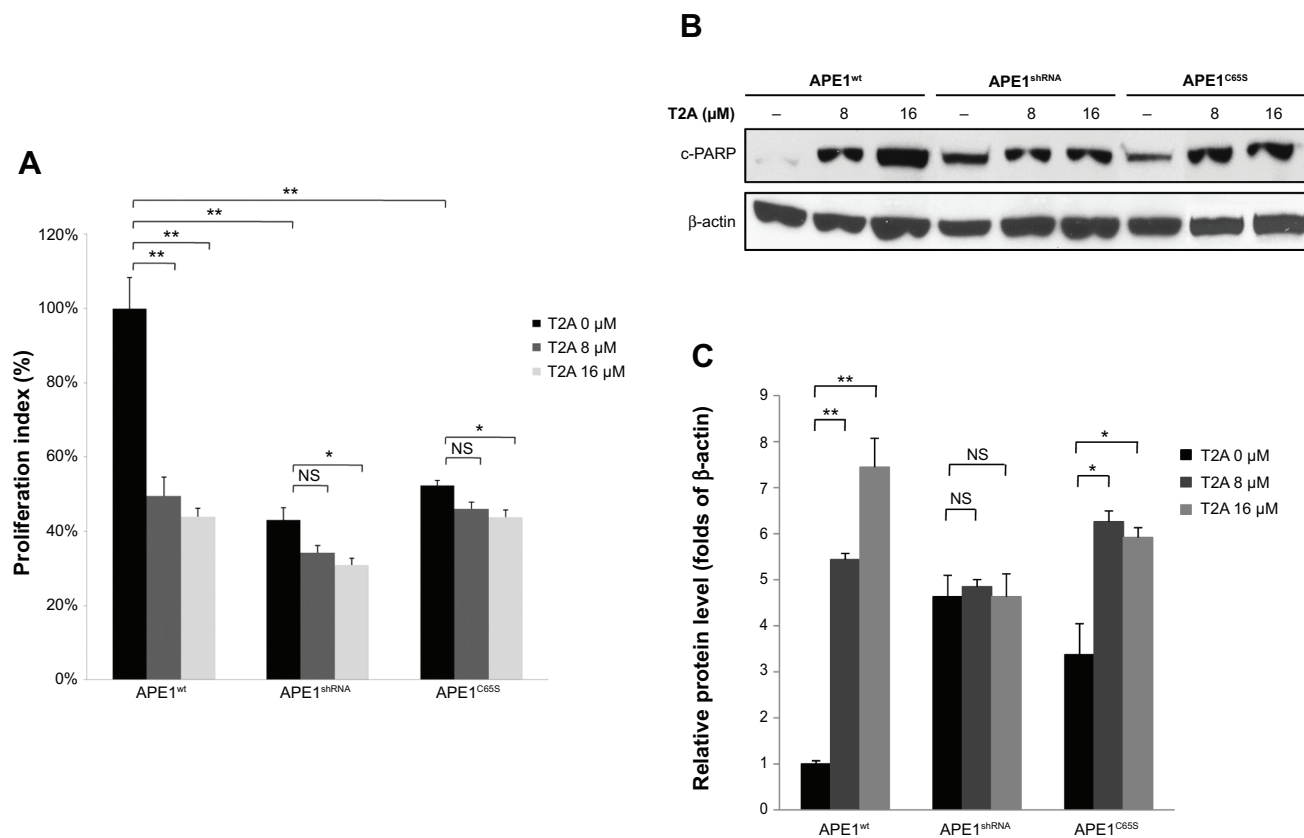 A
**
**
**
**
120%
100%
80%
60%
40%
20%
0%
Proliferation index (%)
NS
*
NS
*
T2A 0 µM
T2A 8 µM
T2A 16 µM
APE1wt APE1shRNA APE1C65S
B
APE1wt APE1shRNA APE1C65S
T2A (µM) – 8 16 – 8 16 – 8 16
c-PARP
β-actin
C
Relative protein level (folds of β-actin)
9
8
7
6
5
4
3
2
1
0
**
**
NS
NS
*
*
T2A 0 µM
T2A 8 µM
T2A 16 µM
APE1wt APE1shRNA APE1C65S